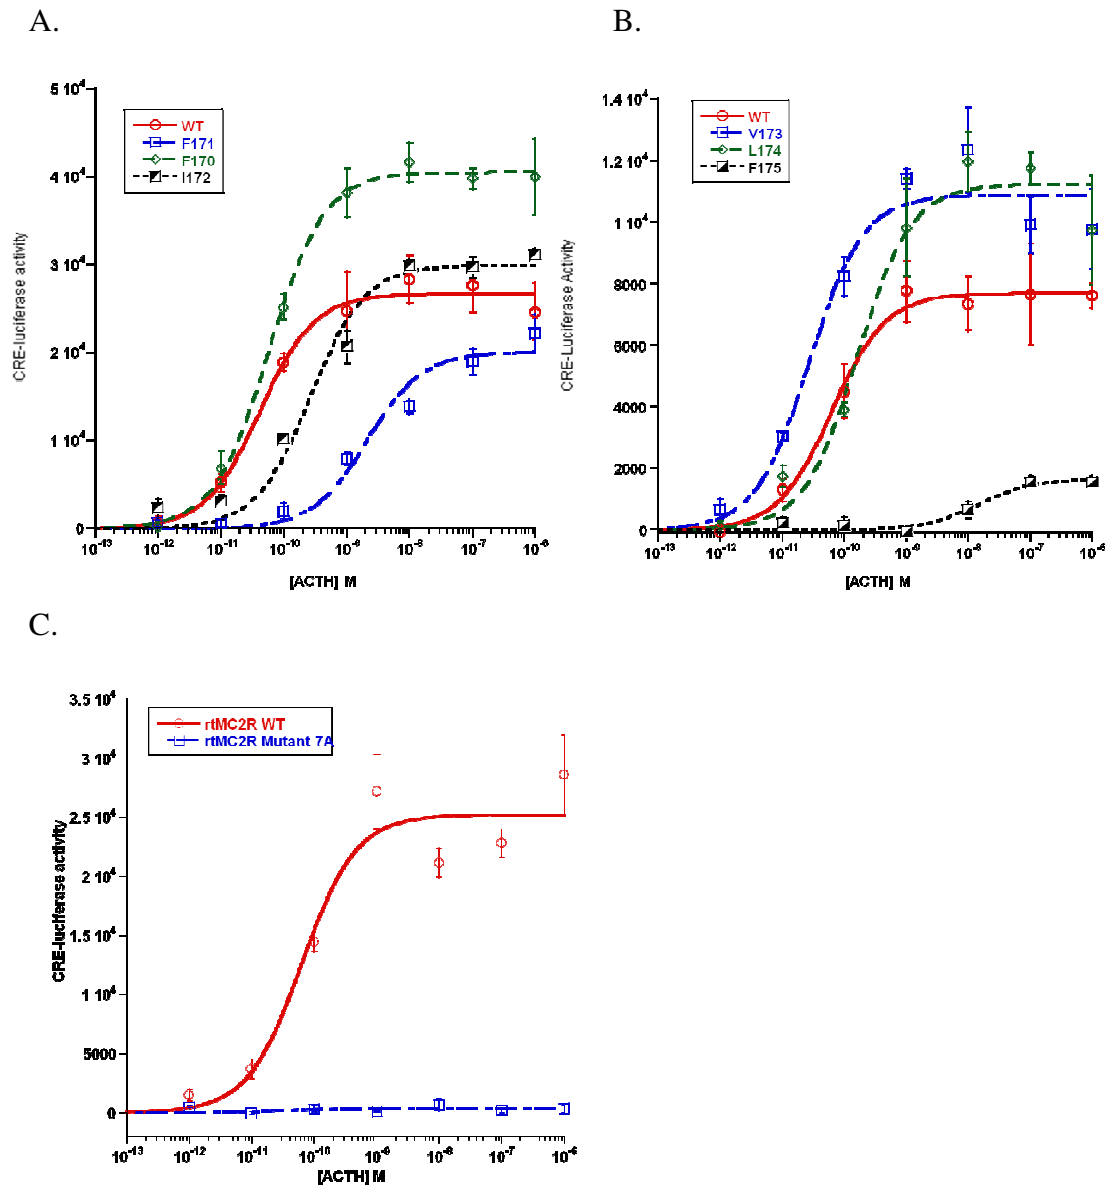 A.
5 10⁴
4 10⁴
3 10⁴
2 10⁴
1 10⁴
0
CRE-luciferase activity
WT
F171
F170
I172
10⁻¹³ 10⁻¹² 10⁻¹¹ 10⁻¹⁰ 10⁻⁹ 10⁻⁸ 10⁻⁷ 10⁻⁶
[ACTH] M
B.
1.4 10⁴
1.2 10⁴
1 10⁴
8000
6000
4000
2000
0
CRE-Luciferase Activity
WT
V173
L174
F175
10⁻¹³ 10⁻¹² 10⁻¹¹ 10⁻¹⁰ 10⁻⁹ 10⁻⁸ 10⁻⁷ 10⁻⁶
[ACTH] M
C.
3.5 10⁴
3 10⁴
2.5 10⁴
2 10⁴
1.5 10⁴
1 10⁴
5000
0
CRE-luciferase activity
rtMC2R WT
rtMC2R Mutant 7A
10⁻¹³ 10⁻¹² 10⁻¹¹ 10⁻¹⁰ 10⁻⁹ 10⁻⁸ 10⁻⁷ 10⁻⁶
[ACTH] M